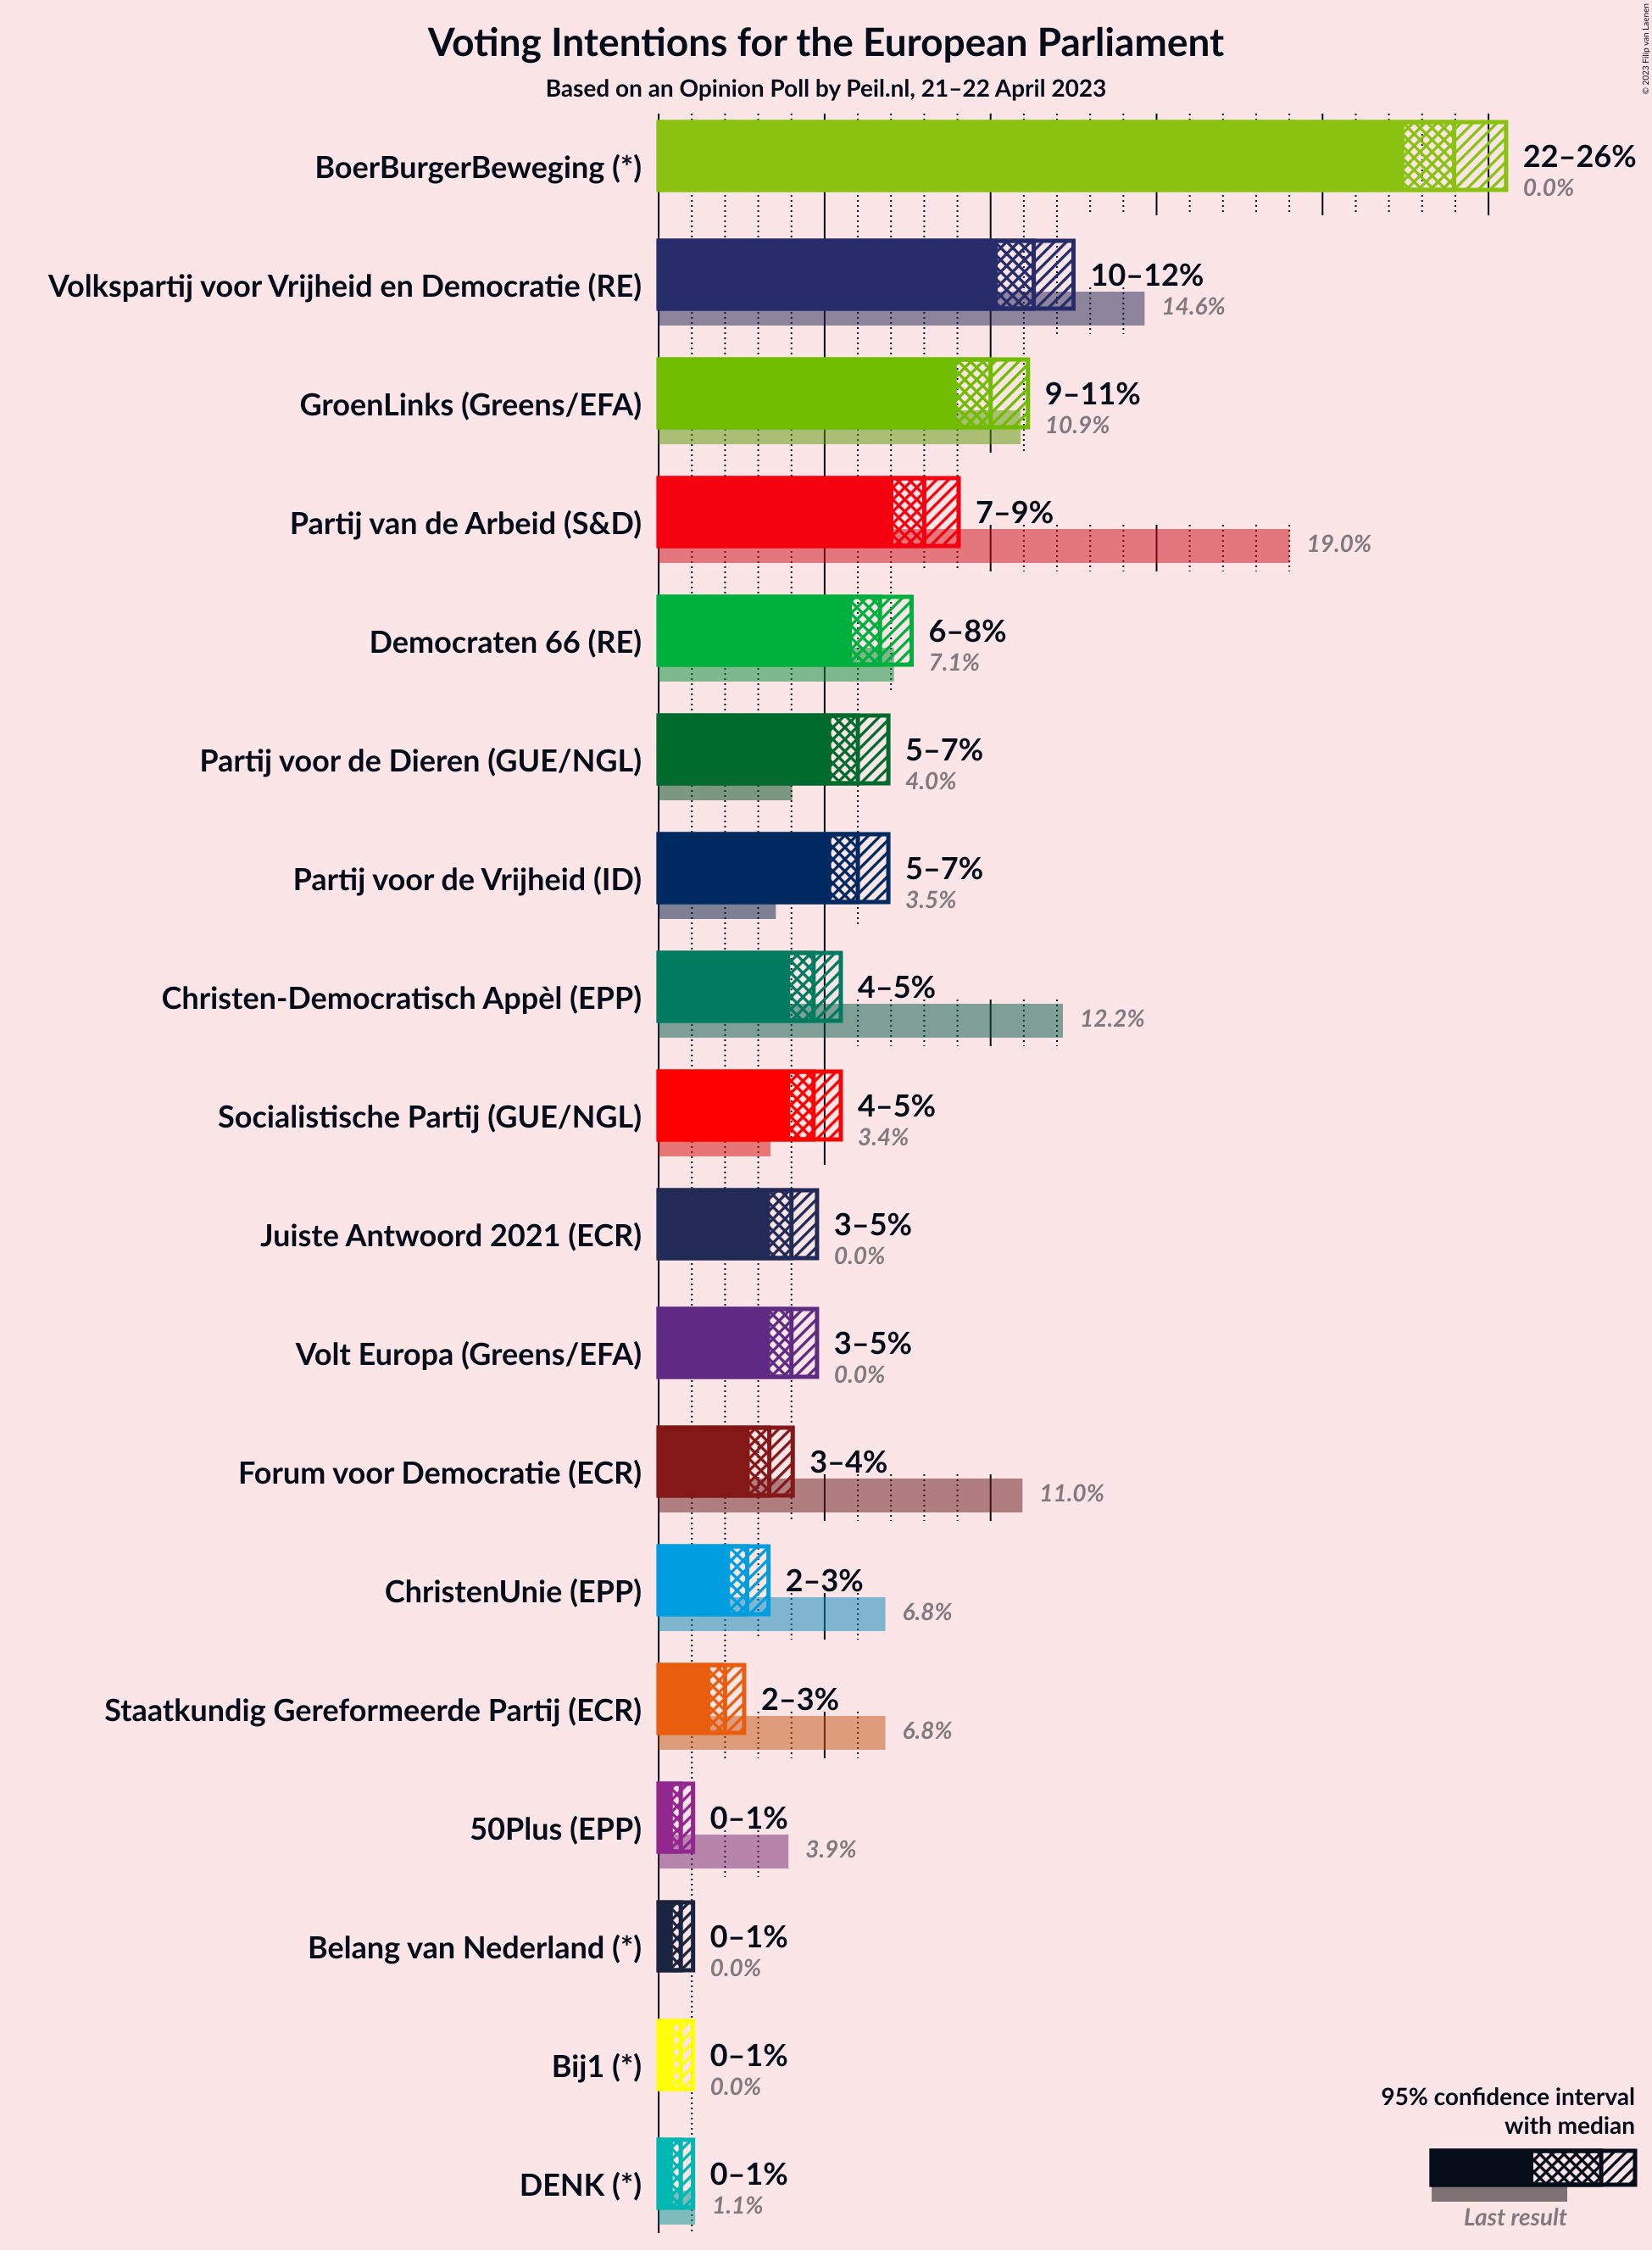 © 2023 Filip van Laenen
Voting Intentions for the European Parliament
Based on an Opinion Poll by Peil.nl, 21–22 April 2023
BoerBurgerBeweging (*)
22–26%
0.0%
Volkspartij voor Vrijheid en Democratie (RE)
10–12%
14.6%
GroenLinks (Greens/EFA)
9–11%
10.9%
Partij van de Arbeid (S&D)
7–9%
19.0%
Democraten 66 (RE)
6–8%
7.1%
Partij voor de Dieren (GUE/NGL)
5–7%
4.0%
Partij voor de Vrijheid (ID)
5–7%
3.5%
Christen-Democratisch Appèl (EPP)
4–5%
12.2%
Socialistische Partij (GUE/NGL)
4–5%
3.4%
Juiste Antwoord 2021 (ECR)
3–5%
0.0%
Volt Europa (Greens/EFA)
3–5%
0.0%
Forum voor Democratie (ECR)
3–4%
11.0%
ChristenUnie (EPP)
2–3%
6.8%
Staatkundig Gereformeerde Partij (ECR)
2–3%
6.8%
50Plus (EPP)
0–1%
3.9%
Belang van Nederland (*)
0–1%
0.0%
Bij1 (*)
0–1%
0.0%
DENK (*)
0–1%
1.1%
95% confidence interval
with median
Last result